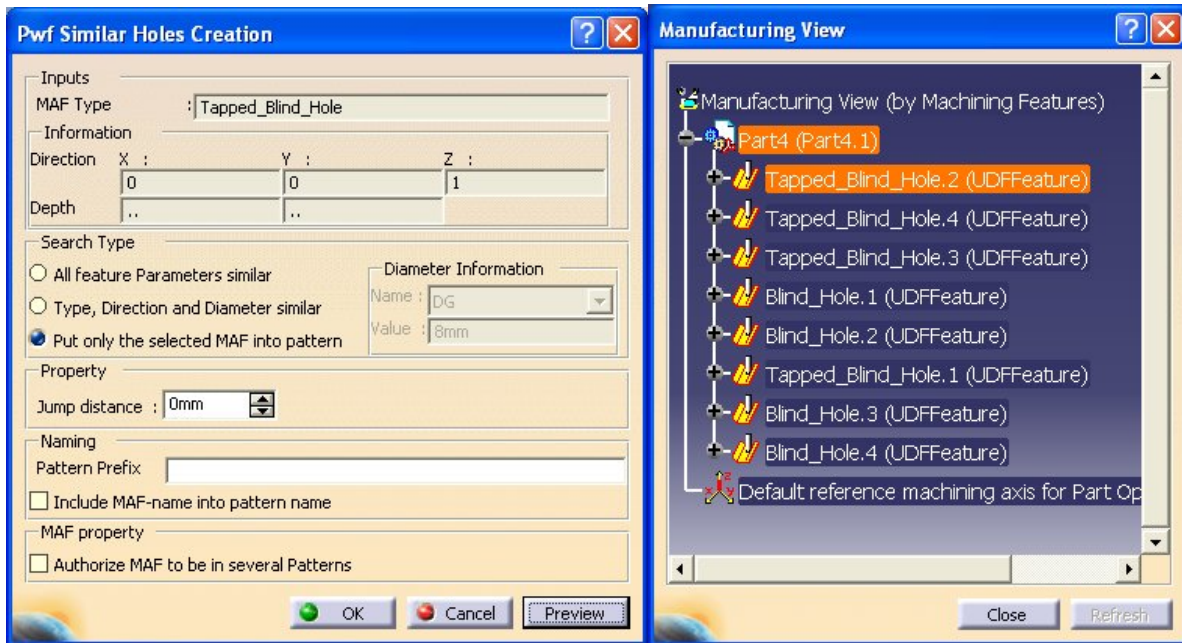 Pwf Similar Holes Creation
Inputs
MAF Type : Tapped_Blind_Hole
Information
Direction X : Y : Z :
0 0 1
Depth .. ..
Search Type
All feature Parameters similar
Type, Direction and Diameter similar
Put only the selected MAF into pattern
Diameter Information
Name : DG
Value : 8mm
Property
Jump distance : 0mm
Naming
Pattern Prefix
Include MAF-name into pattern name
MAF property
Authorize MAF to be in several Patterns
OK Cancel Preview
Manufacturing View
Manufacturing View (by Machining Features)
Part4 (Part4.1)
Tapped_Blind_Hole.2 (UDFFeature)
Tapped_Blind_Hole.4 (UDFFeature)
Tapped_Blind_Hole.3 (UDFFeature)
Blind_Hole.1 (UDFFeature)
Blind_Hole.2 (UDFFeature)
Tapped_Blind_Hole.1 (UDFFeature)
Blind_Hole.3 (UDFFeature)
Blind_Hole.4 (UDFFeature)
Default reference machining axis for Part Op
Close Refresh